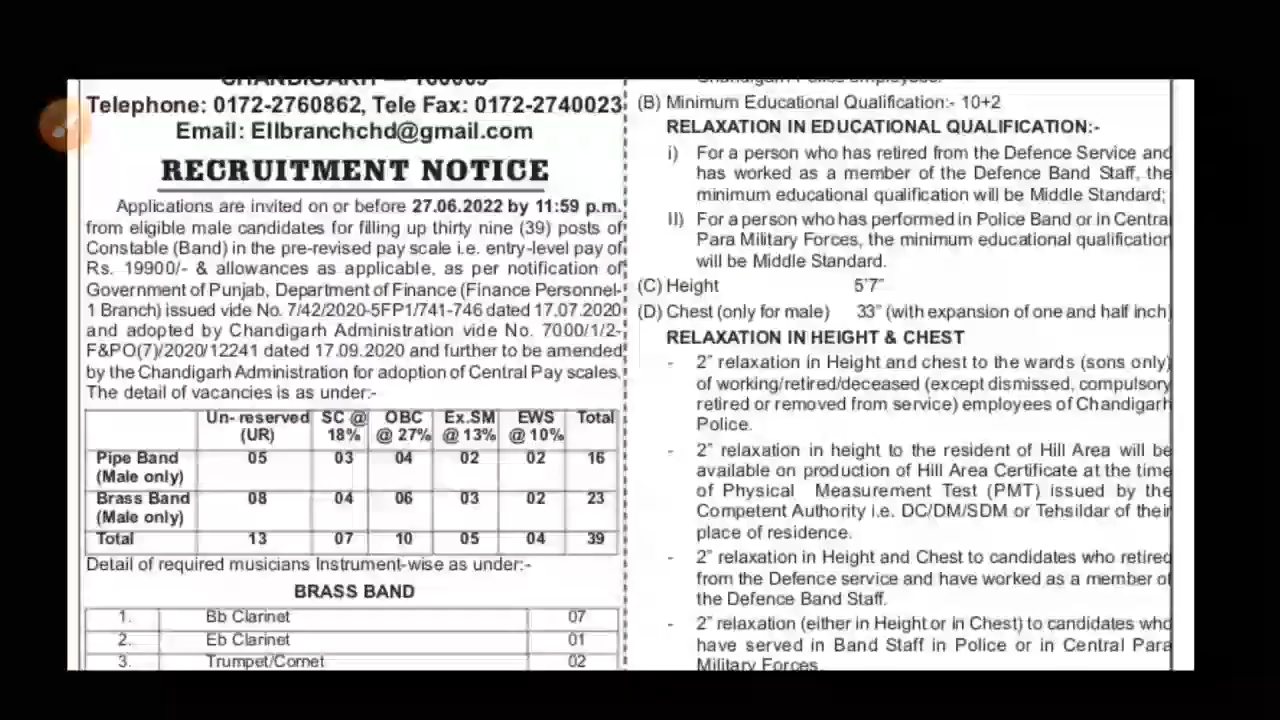 CHANDIGARH — 160009
Telephone: 0172-2760862, Tele Fax: 0172-2740023
Email: Ellbranchchd@gmail.com
RECRUITMENT NOTICE
Applications are invited on or before 27.06.2022 by 11:59 p.m.
from eligible male candidates for filling up thirty nine (39) posts of
Constable (Band) in the pre-revised pay scale i.e. entry-level pay of
Rs. 19900/- & allowances as applicable, as per notification of
Government of Punjab, Department of Finance (Finance Personnel-
1 Branch) issued vide No. 7/42/2020-5FP1/741-746 dated 17.07.2020
and adopted by Chandigarh Administration vide No. 7000/1/2-
F&PO(7)/2020/12241 dated 17.09.2020 and further to be amended
by the Chandigarh Administration for adoption of Central Pay scales.
The detail of vacancies is as under:-
Un- reserved SC @ OBC Ex.SM EWS Total
(UR) 18% @ 27% @ 13% @ 10%
Pipe Band 05 03 04 02 02 16
(Male only)
Brass Band 08 04 06 03 02 23
(Male only)
Total 13 07 10 05 04 39
Detail of required musicians Instrument-wise as under:-
BRASS BAND
1. Bb Clarinet 07
2. Eb Clarinet 01
3. Trumpet/Cornet 02
Chandigarh Police employees.
(B) Minimum Educational Qualification:- 10+2
RELAXATION IN EDUCATIONAL QUALIFICATION:-
i) For a person who has retired from the Defence Service and
has worked as a member of the Defence Band Staff, the
minimum educational qualification will be Middle Standard;
II) For a person who has performed in Police Band or in Central
Para Military Forces, the minimum educational qualification
will be Middle Standard.
(C) Height 5'7"
(D) Chest (only for male) 33" (with expansion of one and half inch)
RELAXATION IN HEIGHT & CHEST
- 2" relaxation in Height and chest to the wards (sons only)
of working/retired/deceased (except dismissed, compulsory
retired or removed from service) employees of Chandigarh
Police.
- 2" relaxation in height to the resident of Hill Area will be
available on production of Hill Area Certificate at the time
of Physical Measurement Test (PMT) issued by the
Competent Authority i.e. DC/DM/SDM or Tehsildar of their
place of residence.
- 2" relaxation in Height and Chest to candidates who retired
from the Defence service and have worked as a member of
the Defence Band Staff.
- 2" relaxation (either in Height or in Chest) to candidates who
have served in Band Staff in Police or in Central Para
Military Forces.